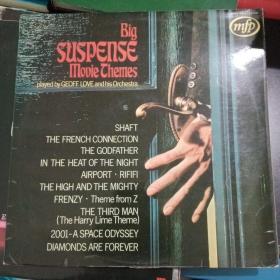 Big
mfp
SUSPENSE
Movie Themes
played by GEOFF LOVE and his Orchestra
SHAFT
THE FRENCH CONNECTION
THE GODFATHER
IN THE HEAT OF THE NIGHT
AIRPORT · RIFIFI
THE HIGH AND THE MIGHTY
FRENZY · Theme from Z
THE THIRD MAN
(The Harry Lime Theme)
2001-A SPACE ODYSSEY
DIAMONDS ARE FOREVER